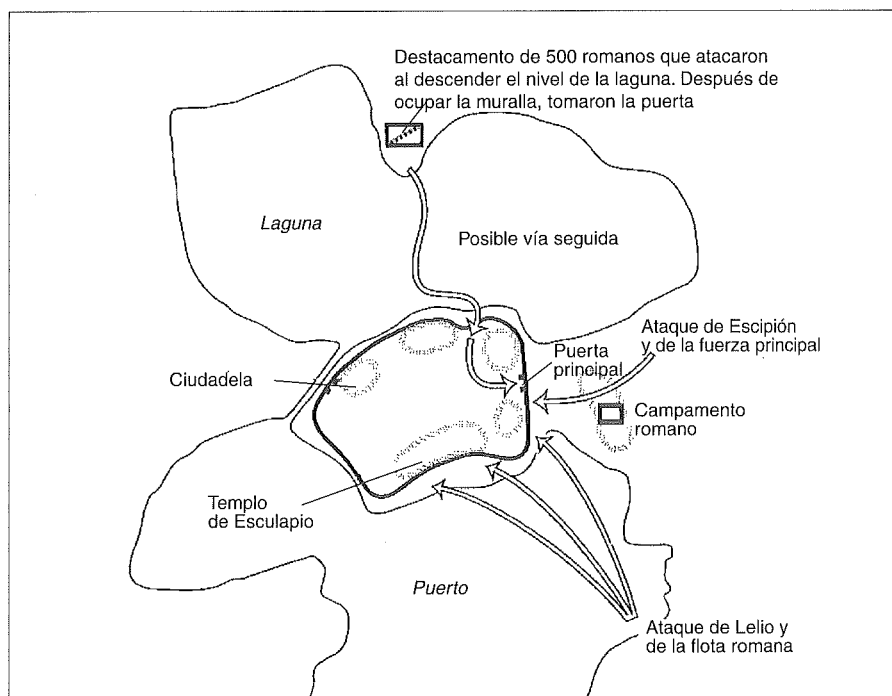 Destacamento de 500 romanos que atacaron
al descender el nivel de la laguna. Después de
ocupar la muralla, tomaron la puerta
Laguna
Posible vía seguida
Ataque de Escipión
y de la fuerza principal
Puerta
principal
Ciudadela
Campamento
romano
Templo
de Esculapio
Puerto
Ataque de Lelio y
de la flota romana